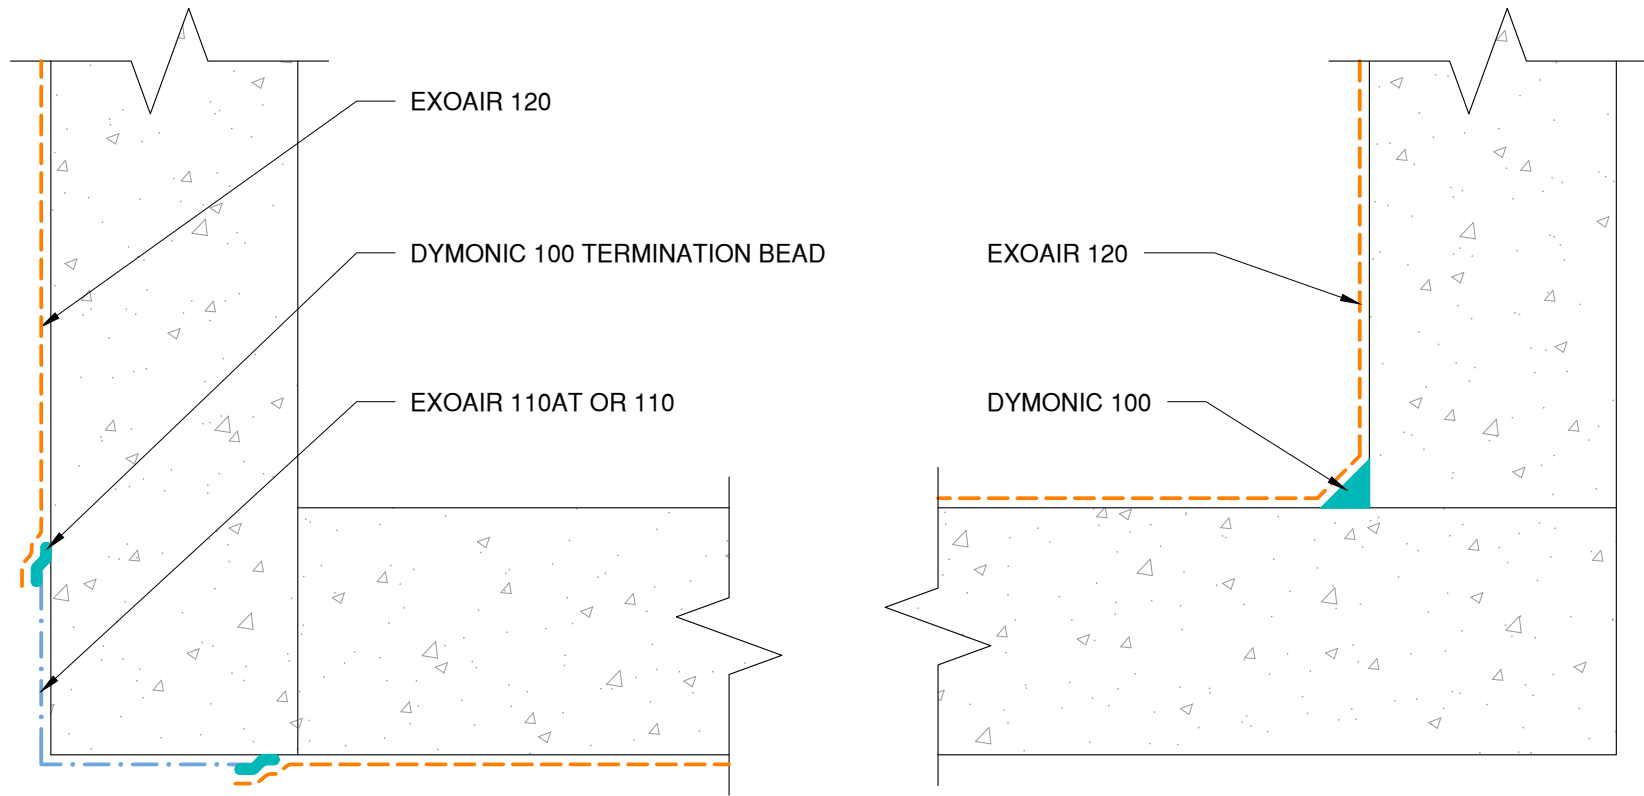 EXOAIR 120
DYMONIC 100 TERMINATION BEAD
EXOAIR 110AT OR 110
EXOAIR 120
DYMONIC 100